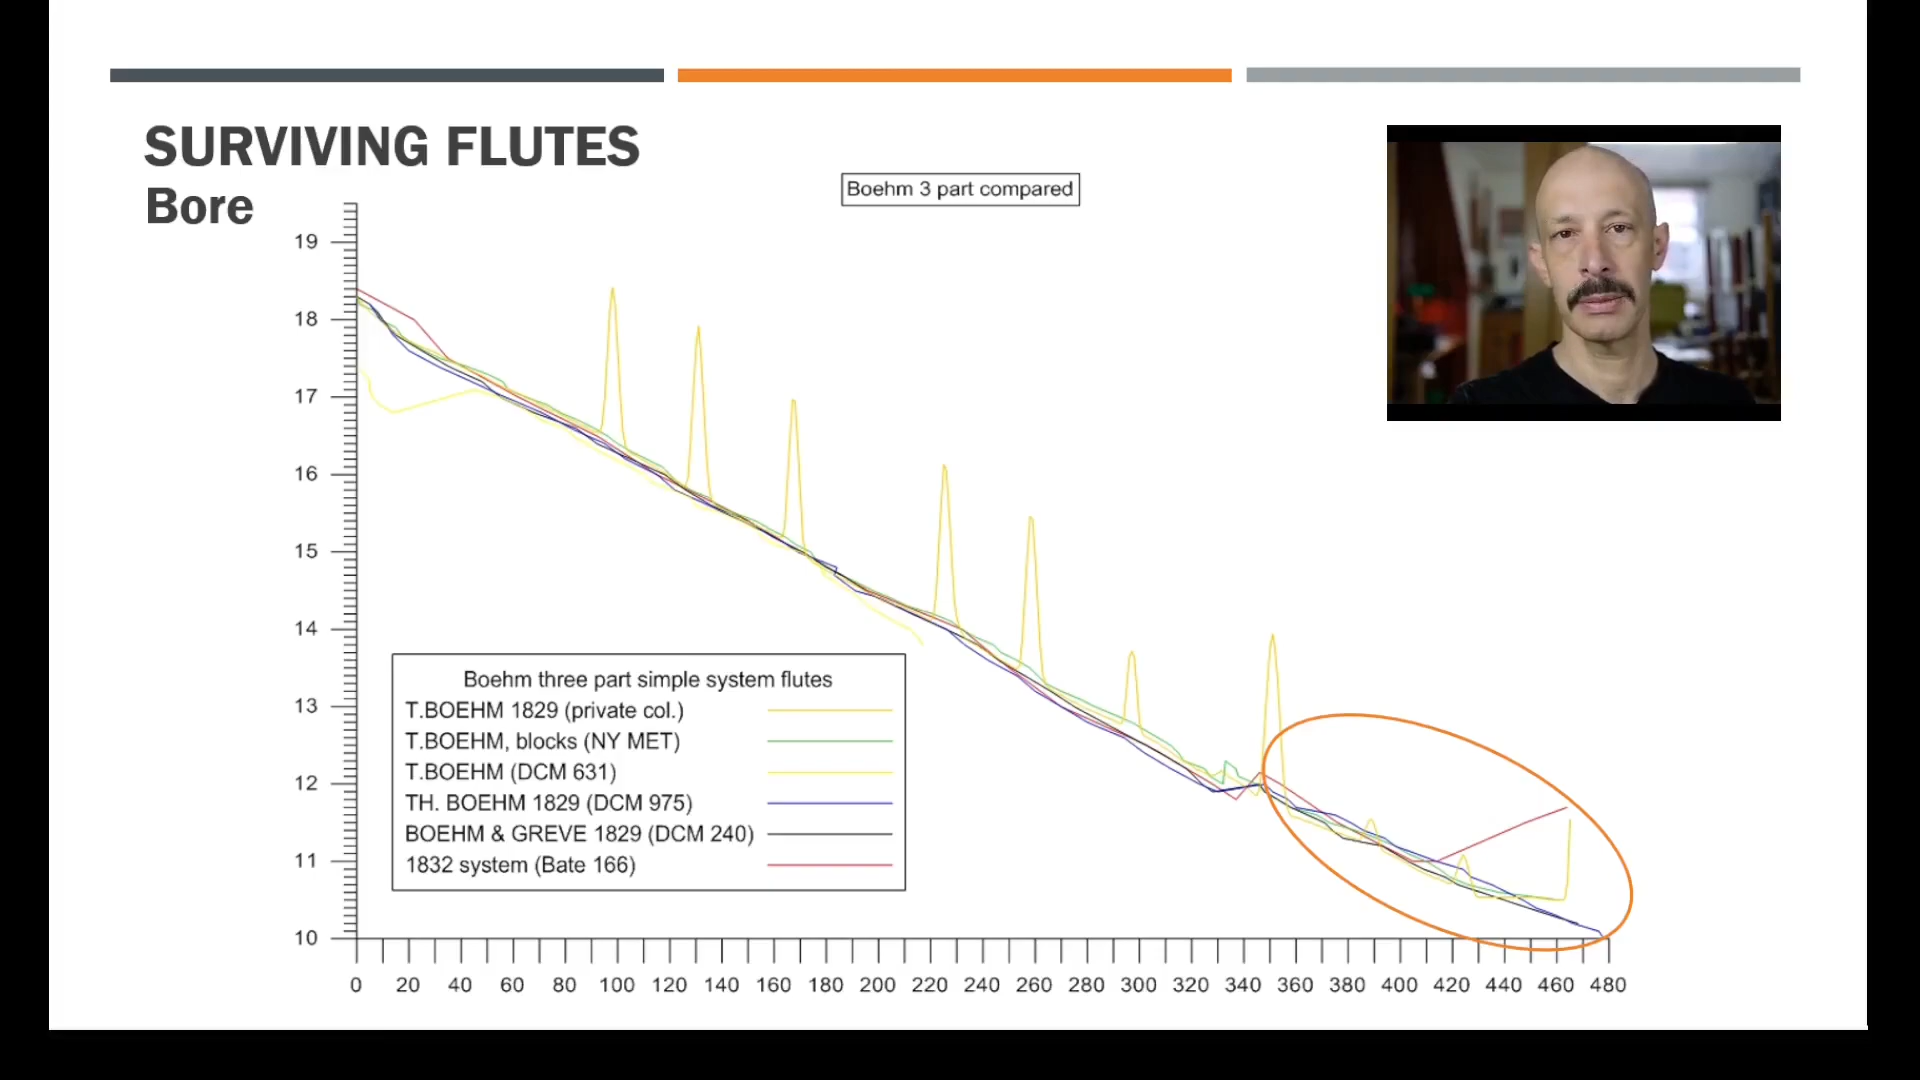 SURVIVING FLUTES
Bore
Boehm 3 part compared
19
18
17
16
15
14
13
12
11
10
Boehm three part simple system flutes
T.BOEHM 1829 (private col.)
T.BOEHM, blocks (NY MET)
T.BOEHM (DCM 631)
TH. BOEHM 1829 (DCM 975)
BOEHM & GREVE 1829 (DCM 240)
1832 system (Bate 166)
0 20 40 60 80 100 120 140 160 180 200 220 240 260 280 300 320 340 360 380 400 420 440 460 480